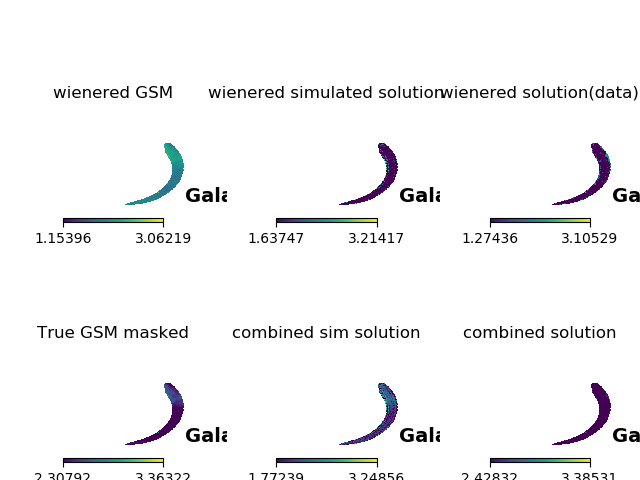 wienered GSM wienered simulated solution wienered solution(data)
Gala Gala Ga
1.15396 3.06219 1.63747 3.21417 1.27436 3.10529
True GSM masked combined sim solution combined solution
Gala Gala Ga
2.30792 3.36322 1.77239 3.24856 2.42832 3.38531